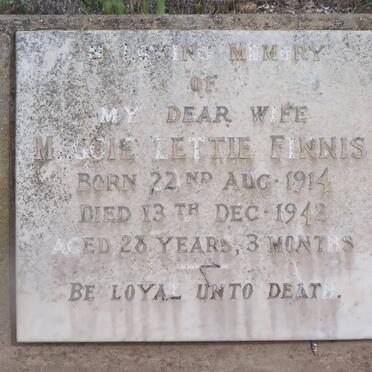 IN LOVING MEMORY
OF
MY DEAR WIFE
MAGGIE LETTIE FINNIS
BORN 22ND AUG. 1914
DIED 13TH DEC. 1942
AGED 28 YEARS, 3 MONTHS
BE LOYAL UNTO DEATH.